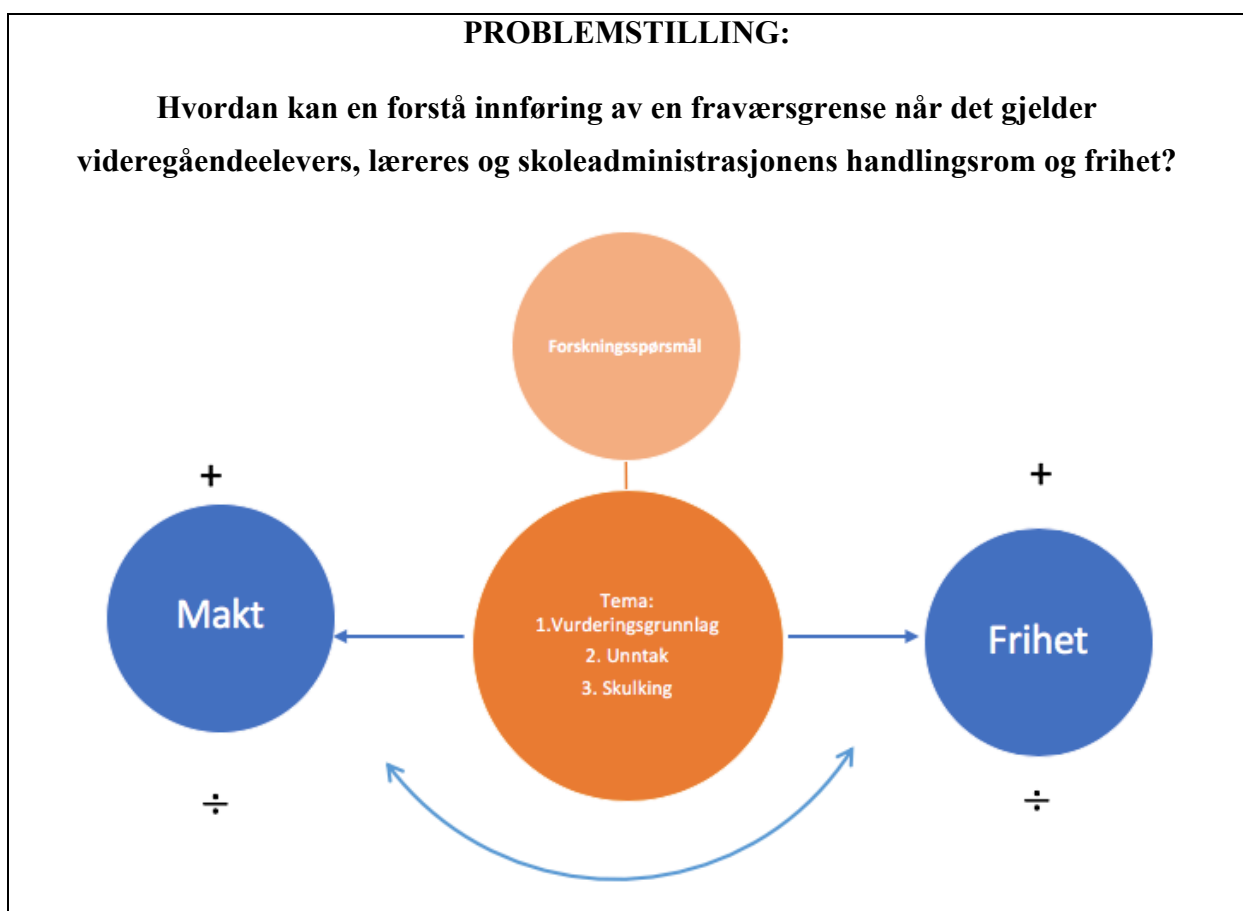 PROBLEMSTILLING:
Hvordan kan en forstå innføring av en fraværsgrense når det gjelder
videregåendeelevers, læreres og skoleadministrasjonens handlingsrom og frihet?
Forskningsspørsmål
+
+
Makt
Tema:
1.Vurderingsgrunnlag
2. Unntak
3. Skulking
Frihet
÷
÷